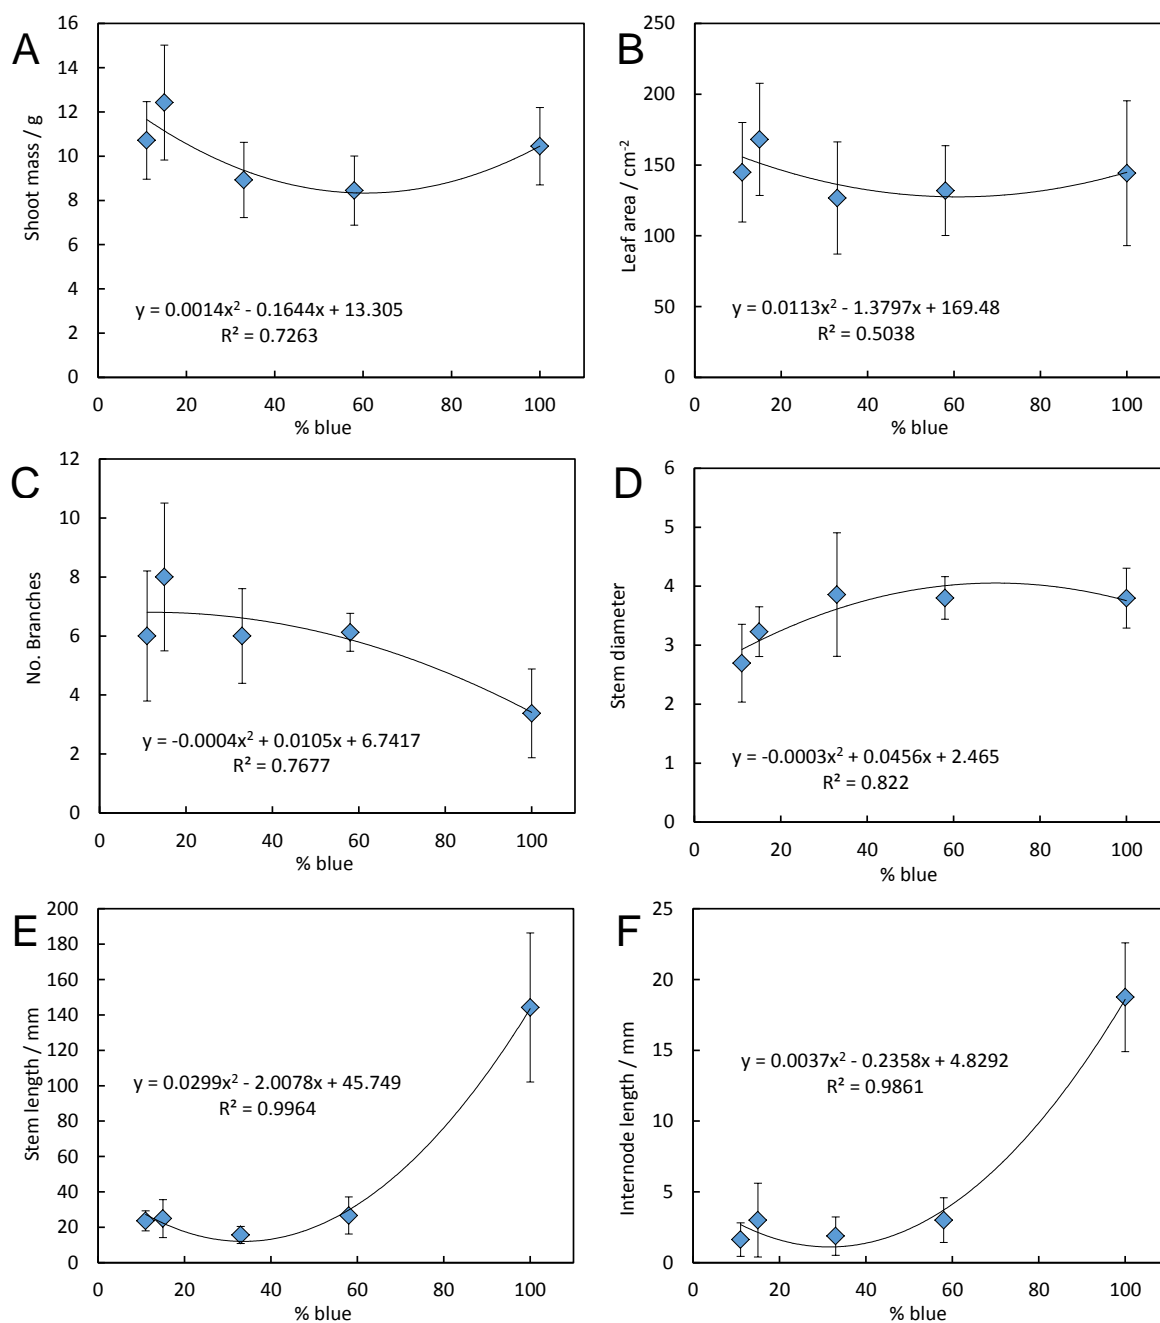 A
Shoot mass / g
16
14
12
10
8
6
4
2
0
y = 0.0014x² - 0.1644x + 13.305
R² = 0.7263
0 20 40 60 80 100
% blue
B
Leaf area / cm⁻²
250
200
150
100
50
0
y = 0.0113x² - 1.3797x + 169.48
R² = 0.5038
0 20 40 60 80 100
% blue
C
No. Branches
12
10
8
6
4
2
0
y = -0.0004x² + 0.0105x + 6.7417
R² = 0.7677
0 20 40 60 80 100
% blue
D
Stem diameter
6
5
4
3
2
1
0
y = -0.0003x² + 0.0456x + 2.465
R² = 0.822
0 20 40 60 80 100
% blue
E
Stem length / mm
200
180
160
140
120
100
80
60
40
20
0
y = 0.0299x² - 2.0078x + 45.749
R² = 0.9964
0 20 40 60 80 100
% blue
F
Internode length / mm
25
20
15
10
5
0
y = 0.0037x² - 0.2358x + 4.8292
R² = 0.9861
0 20 40 60 80 100
% blue